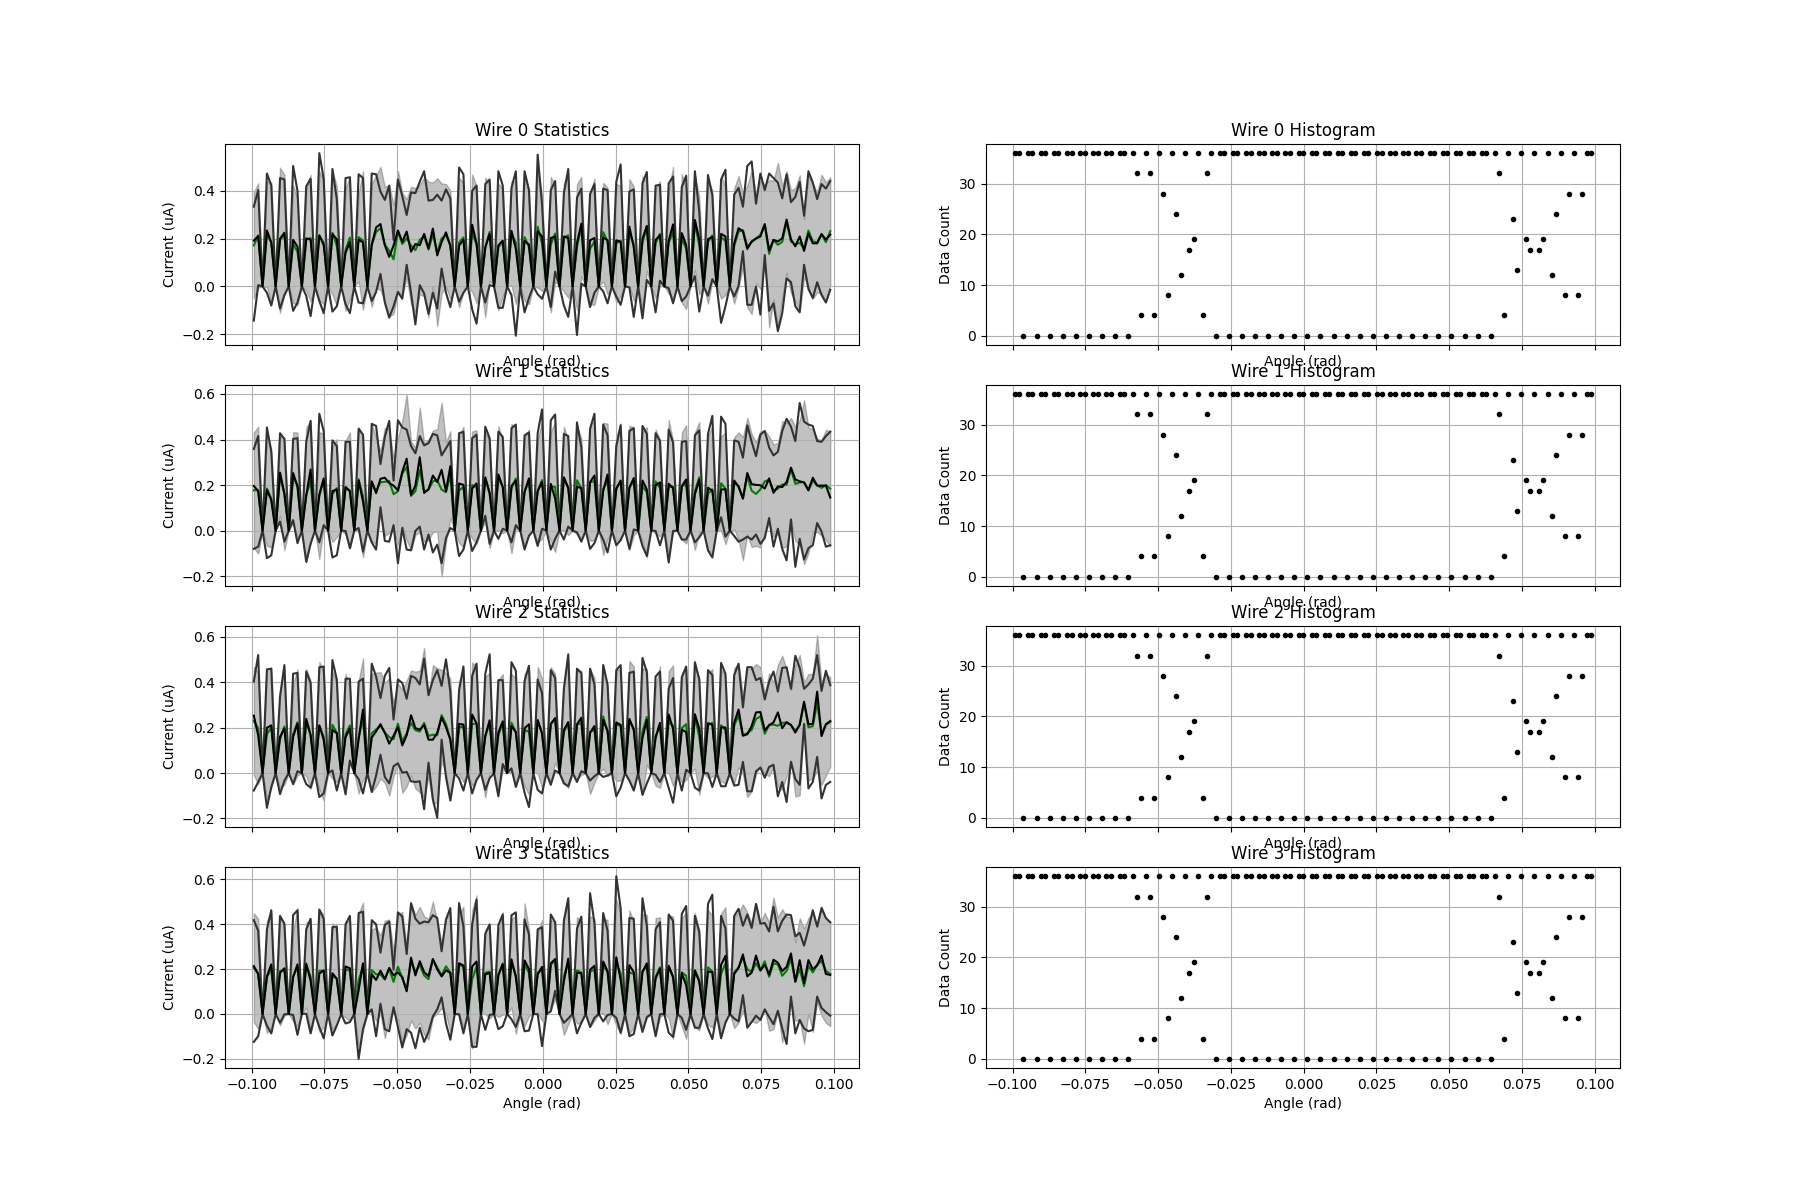 Wire 0 Statistics
Wire 0 Histogram
Current (uA)
0.4
0.2
0.0
−0.2
Angle (rad)
Data Count
30
20
10
0
Angle (rad)
Wire 1 Statistics
Wire 1 Histogram
Current (uA)
0.6
0.4
0.2
0.0
−0.2
Angle (rad)
Data Count
30
20
10
0
Angle (rad)
Wire 2 Statistics
Wire 2 Histogram
Current (uA)
0.6
0.4
0.2
0.0
−0.2
Angle (rad)
Data Count
30
20
10
0
Angle (rad)
Wire 3 Statistics
Wire 3 Histogram
Current (uA)
0.6
0.4
0.2
0.0
−0.2
−0.100 −0.075 −0.050 −0.025 0.000 0.025 0.050 0.075 0.100
Angle (rad)
Data Count
30
20
10
0
−0.100 −0.075 −0.050 −0.025 0.000 0.025 0.050 0.075 0.100
Angle (rad)